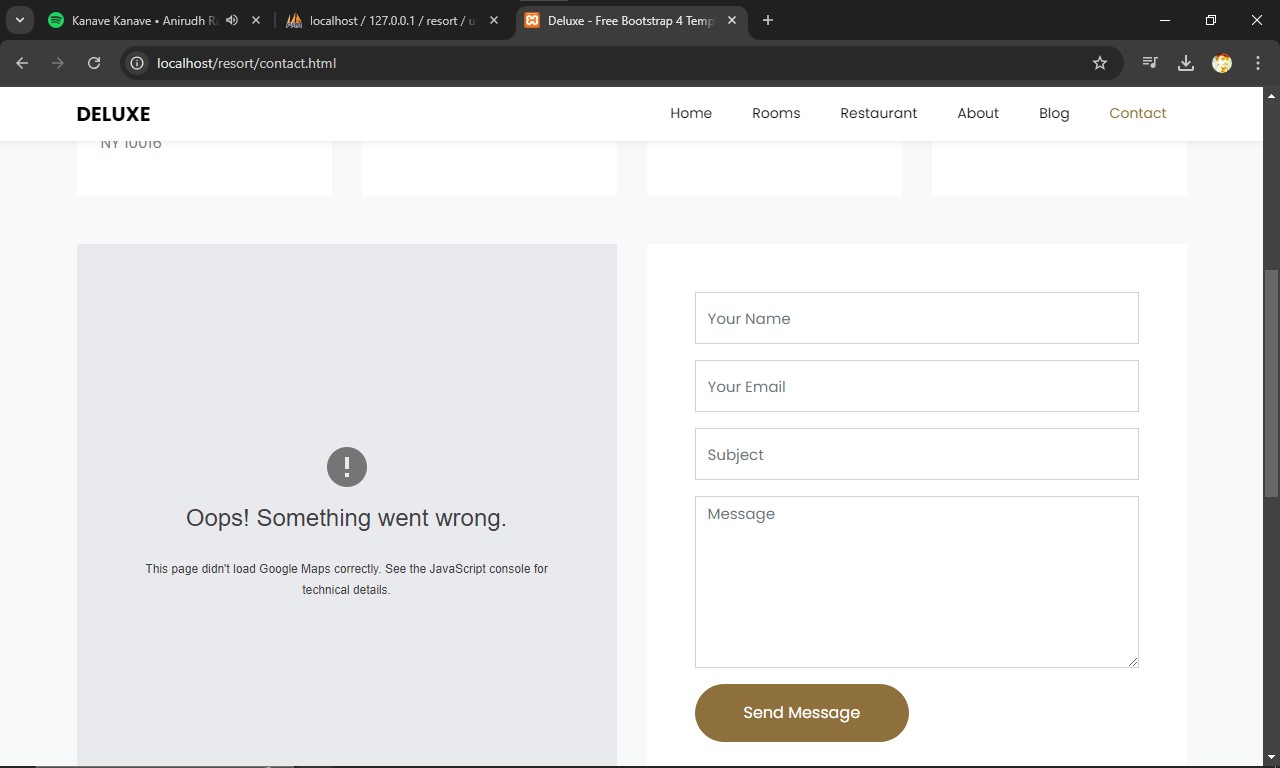 Kanave Kanave • Anirudh Ra
localhost / 127.0.0.1 / resort / u
Deluxe - Free Bootstrap 4 Temp
localhost/resort/contact.html
DELUXE
Home
Rooms
Restaurant
About
Blog
Contact
NY 10016
Oops! Something went wrong.
This page didn't load Google Maps correctly. See the JavaScript console for
technical details.
Your Name
Your Email
Subject
Message
Send Message